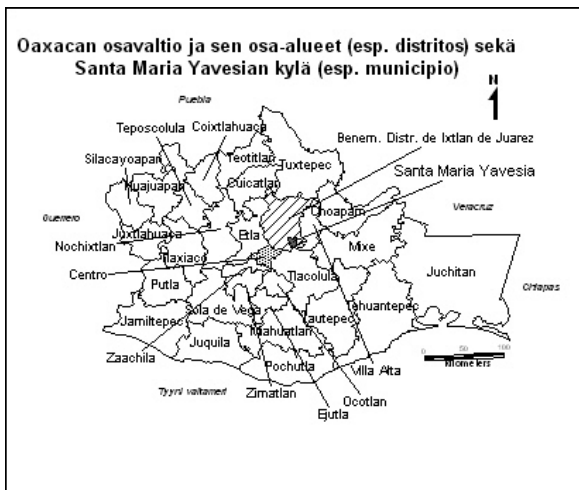 Oaxacan osavaltio ja sen osa-alueet (esp. distritos) sekä
Santa Maria Yavesian kylä (esp. municipio)
N
Puebla
Teposcolula
Coixtlahuaca
Benem. Distr. de Ixtlan de Juarez
Silacayoapan
Teotitlan
Tuxtepec
Huajuapan
Cuicatlan
Santa Maria Yavesia
Guerrero
Choapam
Veracruz
Juxtlahuaca
Etla
Nochixtlan
Mixe
Tlaxiaco
Centro
Tlacolula
Juchitan
Putla
Tehuantepec
Chiapas
Sola de Vega
Yautepec
Jamiltepec
Miahuatlan
Juquila
0 50 100
Kilometers
Zaachila
Pochutla
Villa Alta
Tyyni valtameri
Zimatlan
Ocotlan
Ejutla